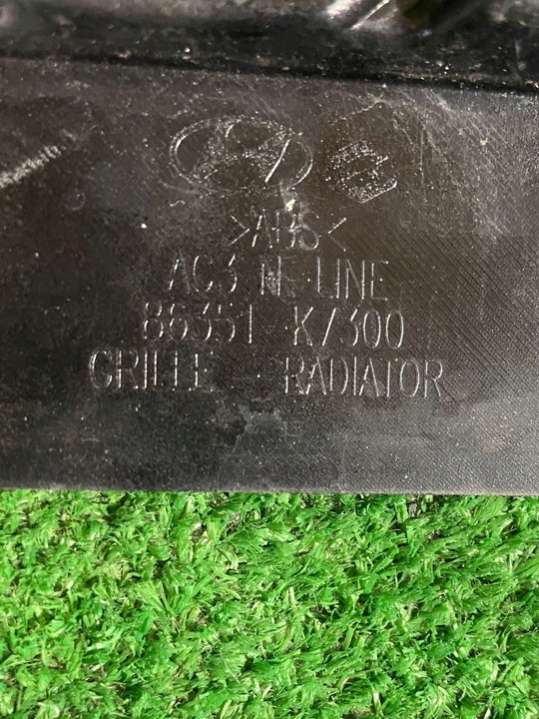 >ABS<
AC3 N LINE
86351 - K7300
GRILLE - RADIATOR